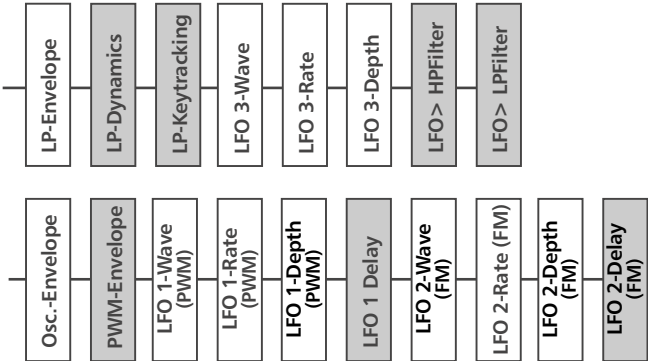 LP-Envelope
LP-Dynamics
LP-Keytracking
LFO 3-Wave
LFO 3-Rate
LFO 3-Depth
LFO> HPFilter
LFO> LPFilter
Osc.-Envelope
PWM-Envelope
LFO 1-Wave
(PWM)
LFO 1-Rate
(PWM)
LFO 1-Depth
(PWM)
LFO 1 Delay
LFO 2-Wave
(FM)
LFO 2-Rate (FM)
LFO 2-Depth
(FM)
LFO 2-Delay
(FM)